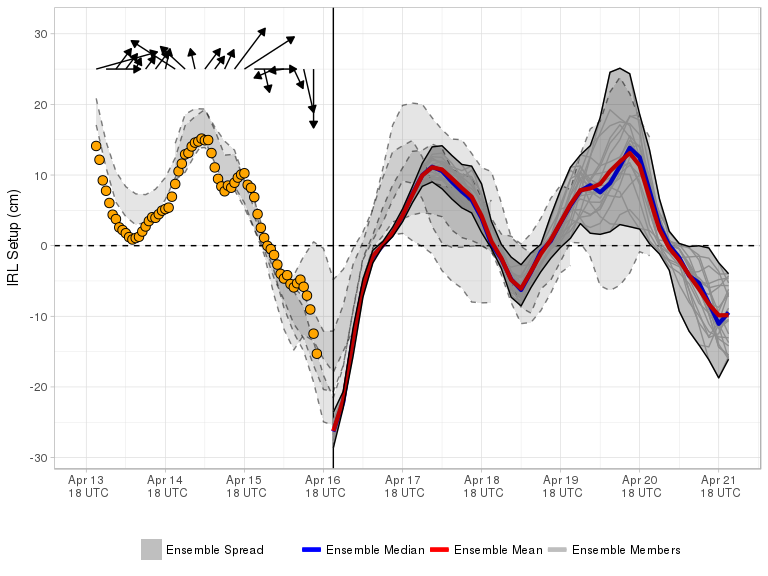 IRL Setup (cm)
30
20
10
0
-10
-20
-30
Apr 13 Apr 14 Apr 15 Apr 16 Apr 17 Apr 18 Apr 19 Apr 20 Apr 21
18 UTC 18 UTC 18 UTC 18 UTC 18 UTC 18 UTC 18 UTC 18 UTC 18 UTC
Ensemble Spread Ensemble Median Ensemble Mean Ensemble Members